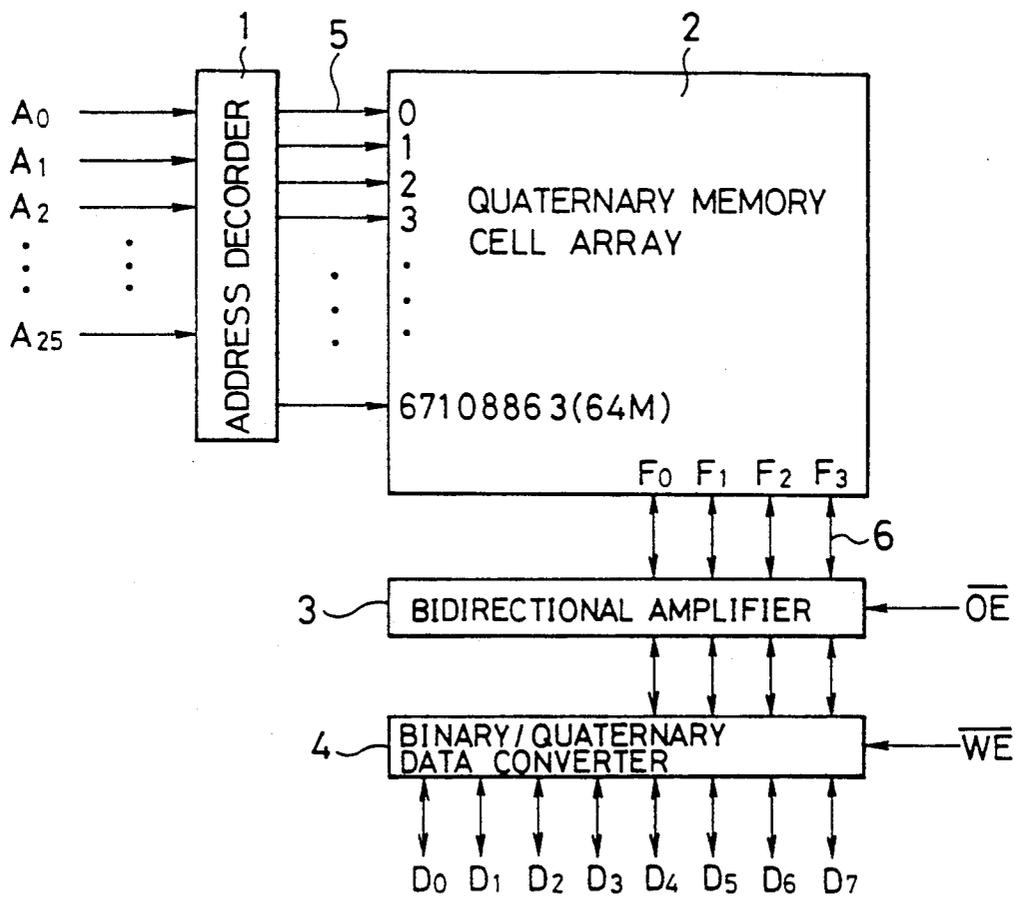 1
5
2
A0
A1
A2
A25
ADDRESS DECORDER
0
1
2
3
67108863(64M)
QUATERNARY MEMORY
CELL ARRAY
F0 F1 F2 F3
6
3
BIDIRECTIONAL AMPLIFIER
OE
4
BINARY/QUATERNARY
DATA CONVERTER
WE
D0 D1 D2 D3 D4 D5 D6 D7